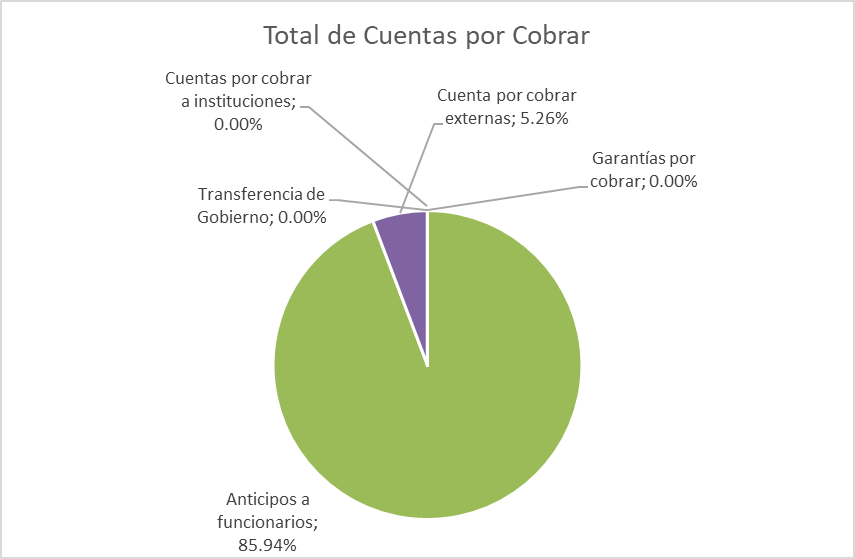 Total de Cuentas por Cobrar
Cuentas por cobrar
a instituciones;
0.00%
Cuenta por cobrar
externas; 5.26%
Garantías por
cobrar; 0.00%
Transferencia de
Gobierno; 0.00%
Anticipos a
funcionarios;
85.94%